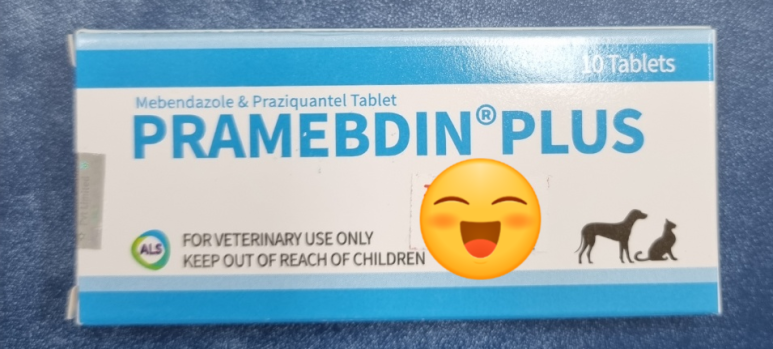 10 Tablets
Mebendazole & Praziquantel Tablet
PRAMEBDIN® PLUS
ALS
FOR VETERINARY USE ONLY
KEEP OUT OF REACH OF CHILDREN